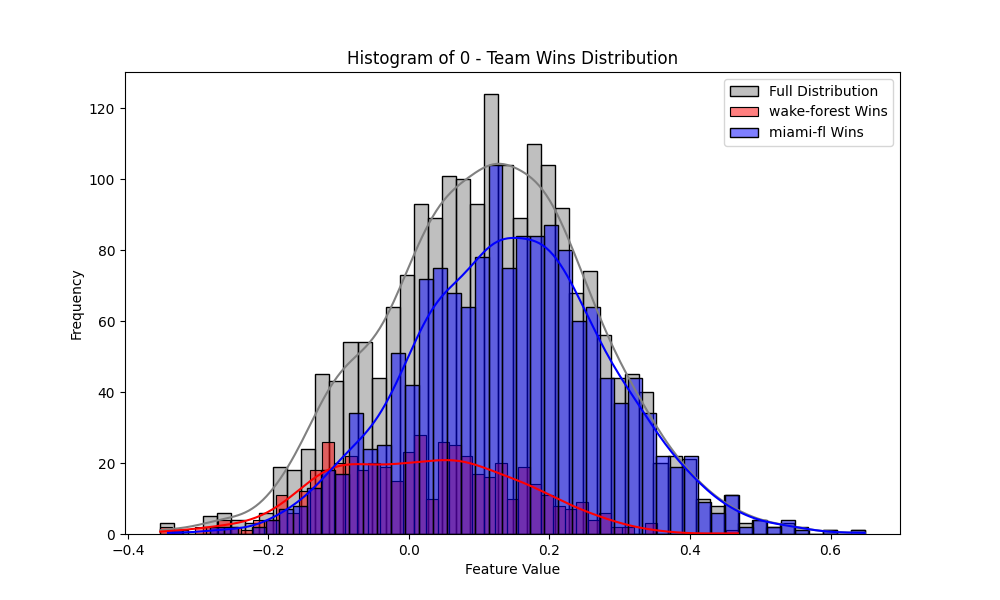 Histogram of 0 - Team Wins Distribution
Full Distribution
wake-forest Wins
miami-fl Wins
Frequency
120
100
80
60
40
20
0
−0.4 −0.2 0.0 0.2 0.4 0.6
Feature Value